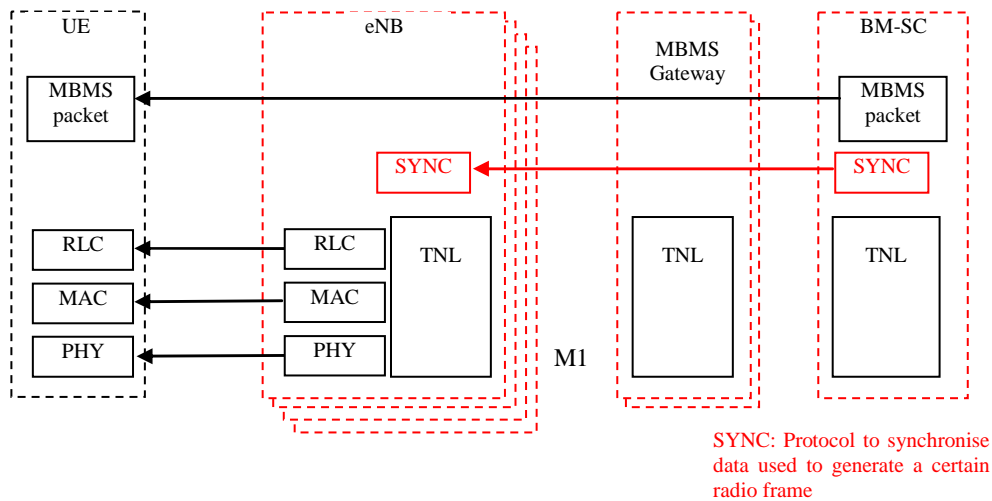 UE
eNB
MBMS
Gateway
BM-SC
MBMS
packet
MBMS
packet
SYNC
SYNC
RLC
RLC
TNL
TNL
TNL
MAC
MAC
PHY
PHY
M1
SYNC: Protocol to synchronise
data used to generate a certain
radio frame